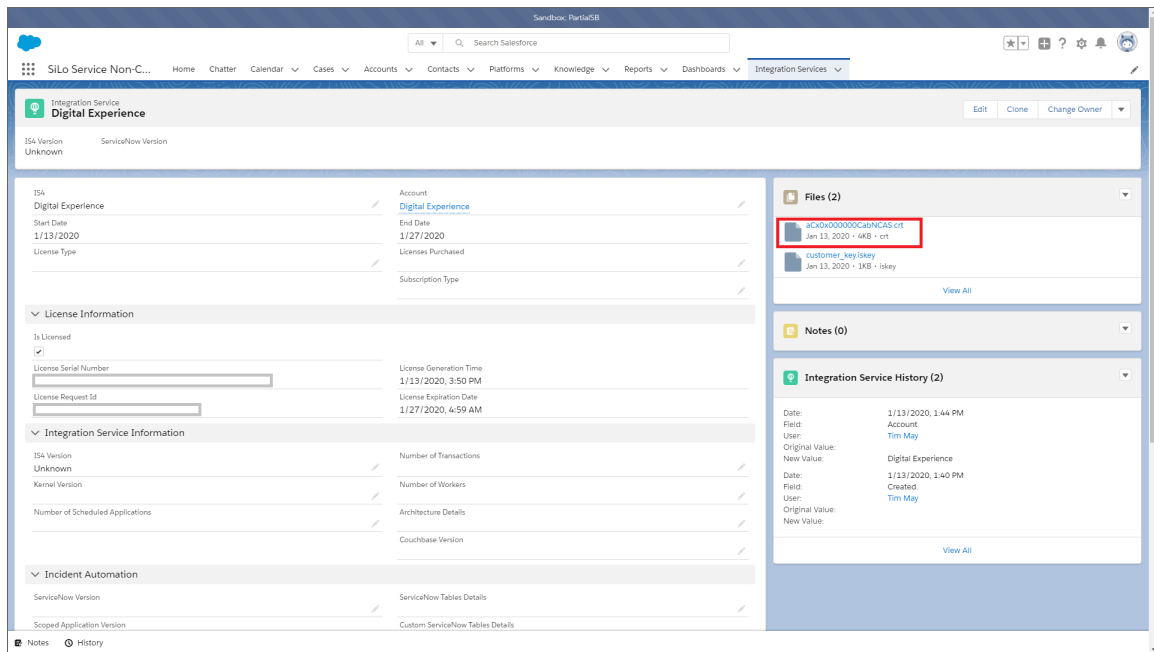 Sandbox: PartialSB
All
Search Salesforce
SiLo Service Non-C... Home Chatter Calendar Cases Accounts Contacts Platforms Knowledge Reports Dashboards Integration Services
Integration Service
Digital Experience
Edit Clone Change Owner
IS4 Version ServiceNow Version
Unknown
IS4
Digital Experience
Account
Digital Experience
Start Date
1/13/2020
End Date
1/27/2020
License Type
Licenses Purchased
Subscription Type
License Information
Is Licensed
License Serial Number
License Generation Time
1/13/2020, 3:50 PM
License Request Id
License Expiration Date
1/27/2020, 4:59 AM
Integration Service Information
IS4 Version
Unknown
Number of Transactions
Kernel Version
Number of Workers
Number of Scheduled Applications
Architecture Details
Couchbase Version
Incident Automation
ServiceNow Version
ServiceNow Tables Details
Scoped Application Version
Custom ServiceNow Tables Details
Files (2)
aCx0x000000CabNCAS.crt
Jan 13, 2020 • 4KB • crt
customer_key.iskey
Jan 13, 2020 • 1KB • iskey
View All
Notes (0)
Integration Service History (2)
Date: 1/13/2020, 1:44 PM
Field: Account
User: Tim May
Original Value:
New Value: Digital Experience
Date: 1/13/2020, 1:40 PM
Field: Created.
User: Tim May
Original Value:
New Value:
View All
Notes History